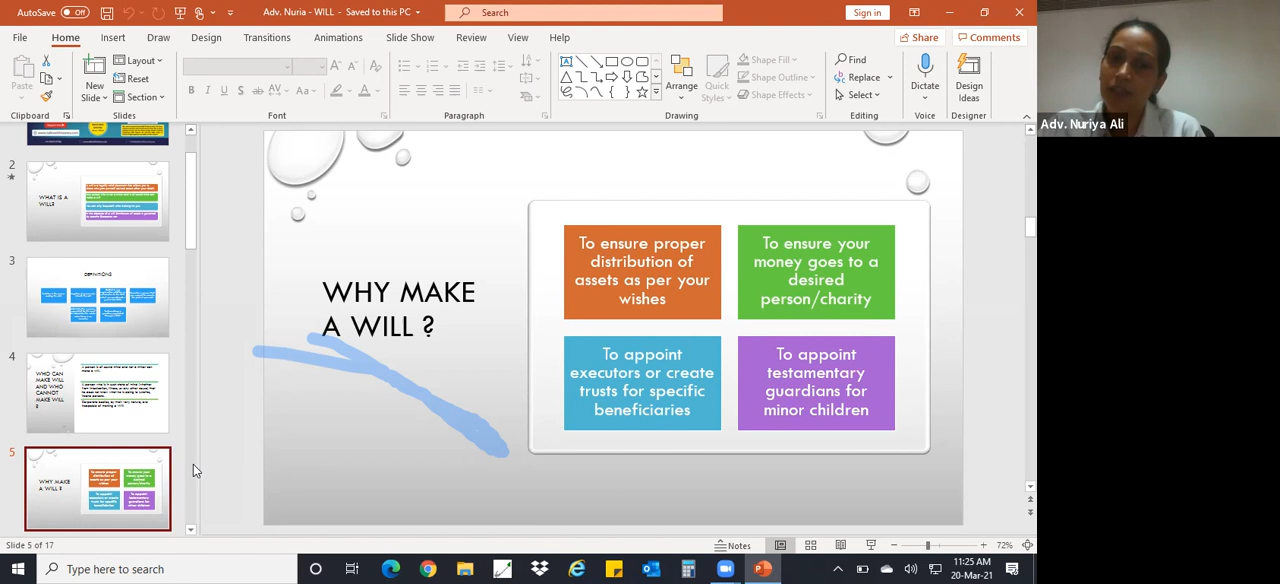 AutoSave Off
Adv. Nuria - WILL - Saved to this PC
Search
Sign in
File Home Insert Draw Design Transitions Animations Slide Show Review View Help
Share Comments
Paste
Clipboard
New
Slide
Layout
Reset
Section
Slides
Font
Paragraph
Arrange
Quick
Styles
Shape Fill
Shape Outline
Shape Effects
Drawing
Find
Replace
Select
Editing
Dictate
Voice
Design
Ideas
Designer
Adv. Nuriya Ali
2
WHAT IS A
WILL?
3
DEFINITIONS
4
WHO CAN
MAKE WILL
AND WHO
CANNOT
MAKE WILL
?
5
WHY MAKE
A WILL ?
WHY MAKE
A WILL ?
To ensure proper
distribution of
assets as per your
wishes
To ensure your
money goes to a
desired
person/charity
To appoint
executors or create
trusts for specific
beneficiaries
To appoint
testamentary
guardians for
minor children
Slide 5 of 17
Notes
72%
Type here to search
11:25 AM
20-Mar-21